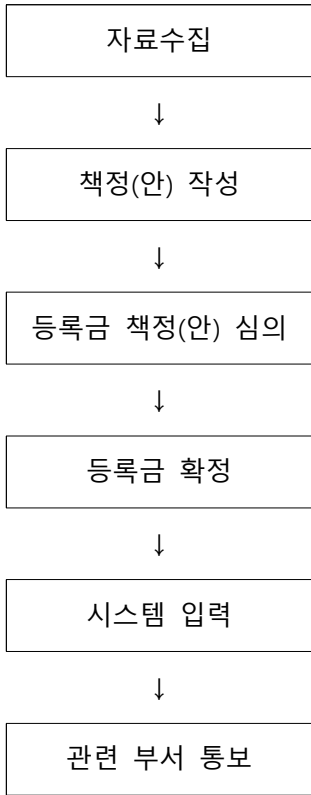 자료수집
↓
책정(안) 작성
↓
등록금 책정(안) 심의
↓
등록금 확정
↓
시스템 입력
↓
관련 부서 통보